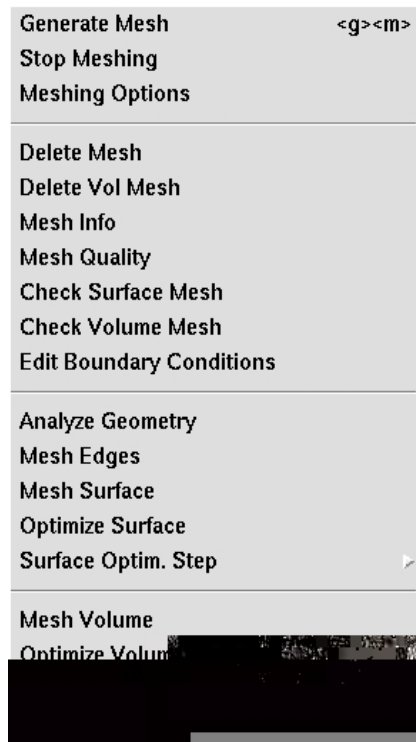 Generate Mesh <g><m>
Stop Meshing
Meshing Options
Delete Mesh
Delete Vol Mesh
Mesh Info
Mesh Quality
Check Surface Mesh
Check Volume Mesh
Edit Boundary Conditions
Analyze Geometry
Mesh Edges
Mesh Surface
Optimize Surface
Surface Optim. Step
Mesh Volume
Optimize